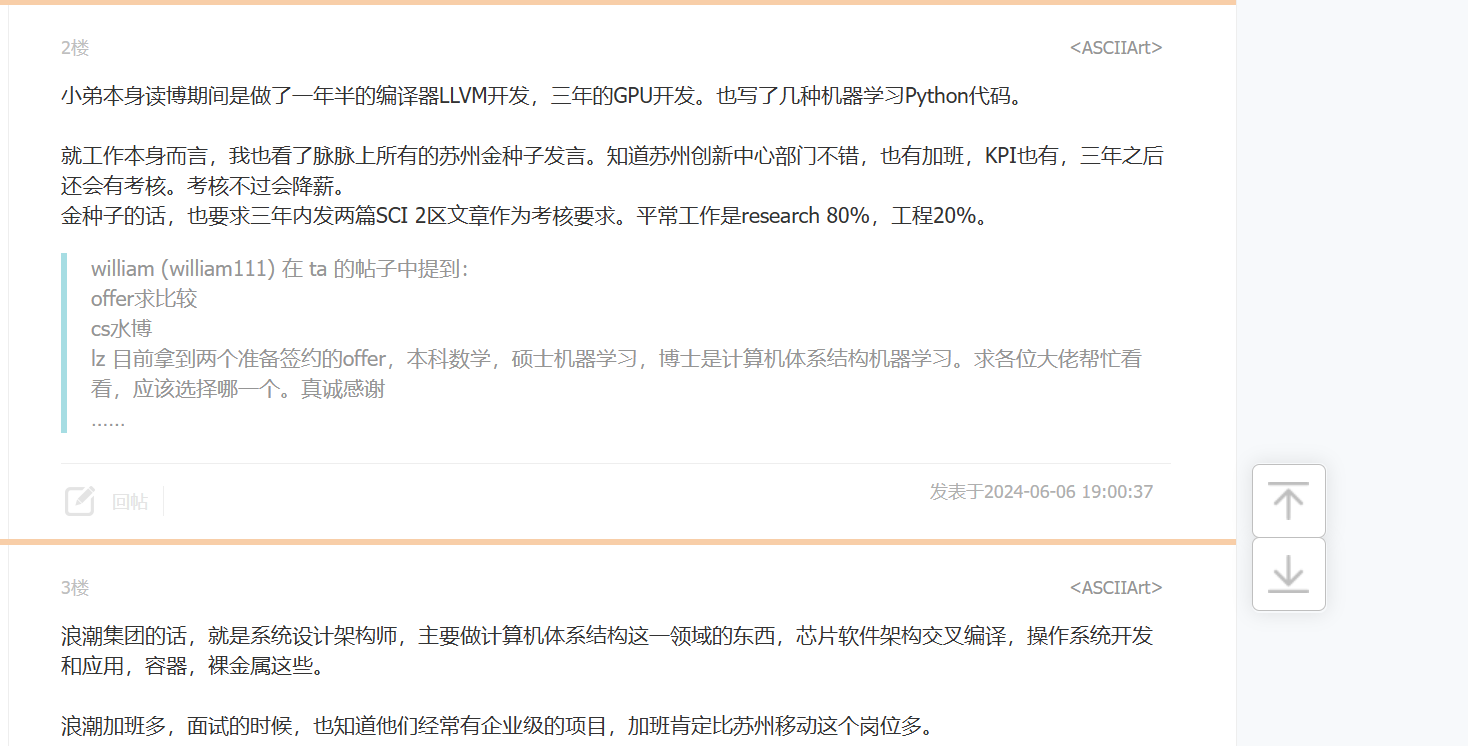 2楼
<ASCIIArt>
小弟本身读博期间是做了一年半的编译器LLVM开发，三年的GPU开发。也写了几种机器学习Python代码。
就工作本身而言，我也看了脉脉上所有的苏州金种子发言。知道苏州创新中心部门不错，也有加班，KPI也有，三年之后
还会有考核。考核不过会降薪。
金种子的话，也要求三年内发两篇SCI 2区文章作为考核要求。平常工作是research 80%，工程20%。
william (william111) 在 ta 的帖子中提到：
offer求比较
cs水博
lz 目前拿到两个准备签约的offer，本科数学，硕士机器学习，博士是计算机体系结构机器学习。求各位大佬帮忙看
看，应该选择哪一个。真诚感谢
……
回帖
发表于2024-06-06 19:00:37
3楼
<ASCIIArt>
浪潮集团的话，就是系统设计架构师，主要做计算机体系结构这一领域的东西，芯片软件架构交叉编译，操作系统开发
和应用，容器，裸金属这些。
浪潮加班多，面试的时候，也知道他们经常有企业级的项目，加班肯定比苏州移动这个岗位多。